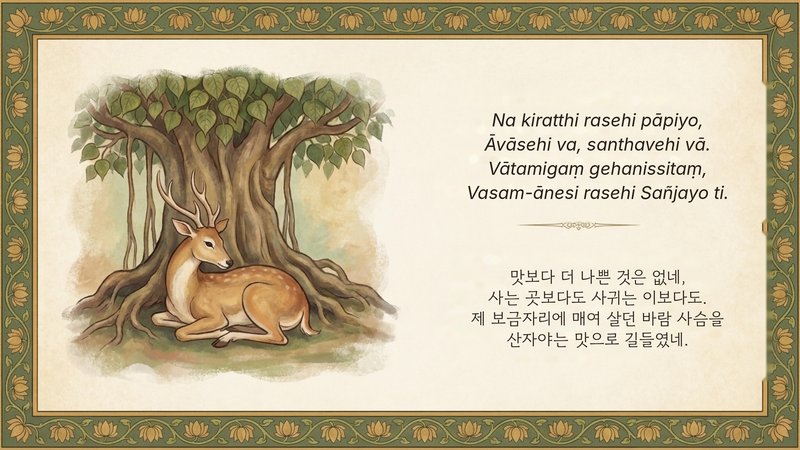 Na kiratthi rasehi pāpiyo,
Āvāsehi va, santhavehi vā.
Vātamigaṃ gehanissitaṃ,
Vasam-ānesi rasehi Sañjayo ti.
맛보다 더 나쁜 것은 없네,
사는 곳보다도 사귀는 이보다도.
제 보금자리에 매여 살던 바람 사슴을
산자야는 맛으로 길들였네.